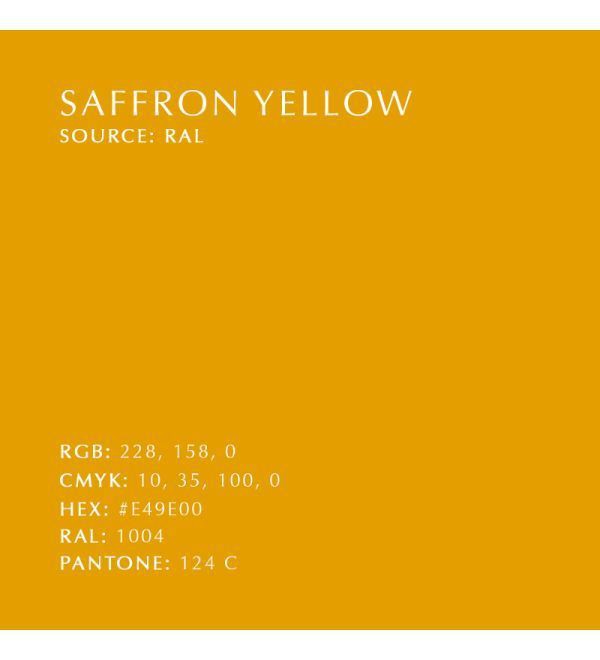 SAFFRON YELLOW
SOURCE: RAL
RGB: 228, 158, 0
CMYK: 10, 35, 100, 0
HEX: #E49E00
RAL: 1004
PANTONE: 124 C